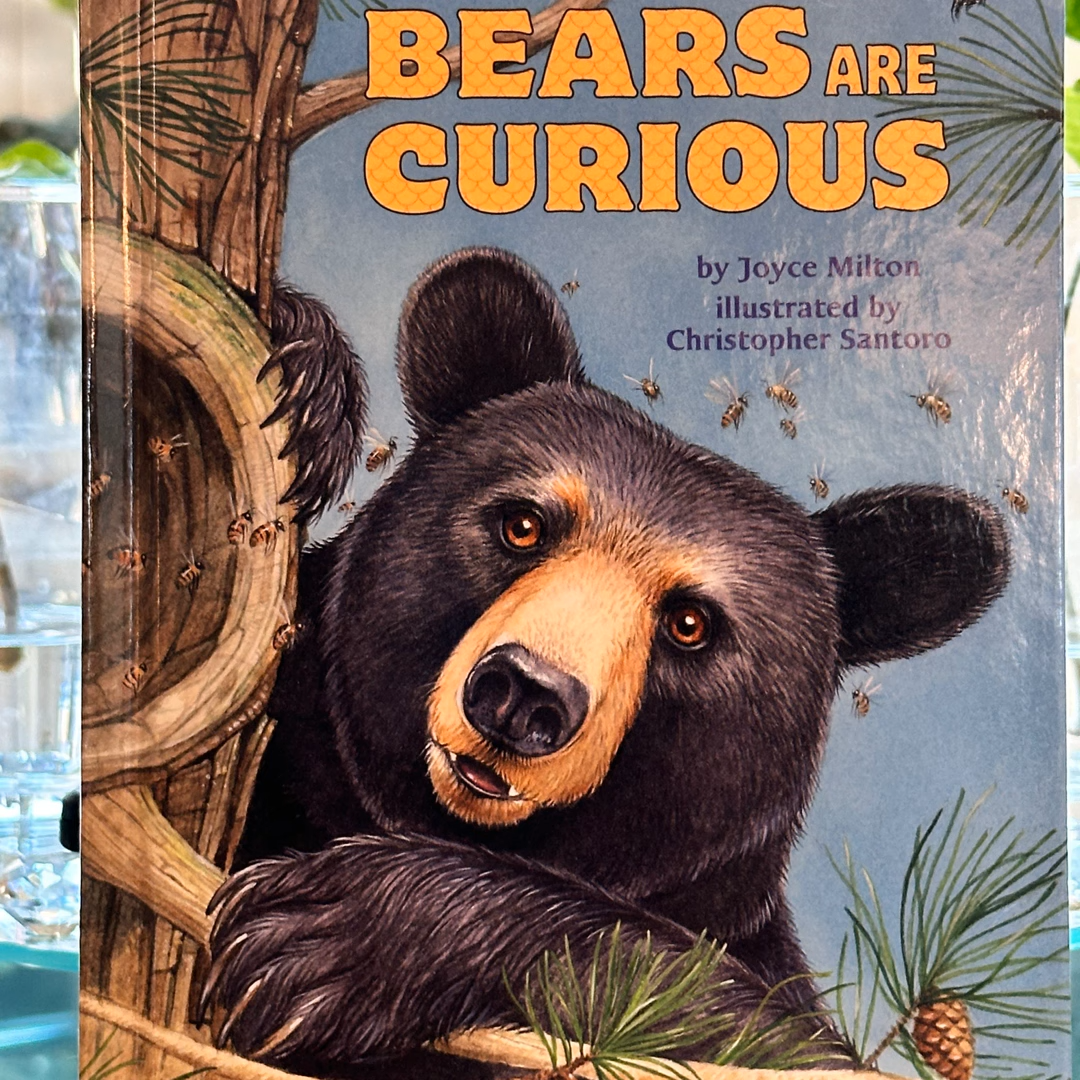 BEARS ARE
CURIOUS
by Joyce Milton
illustrated by
Christopher Santoro